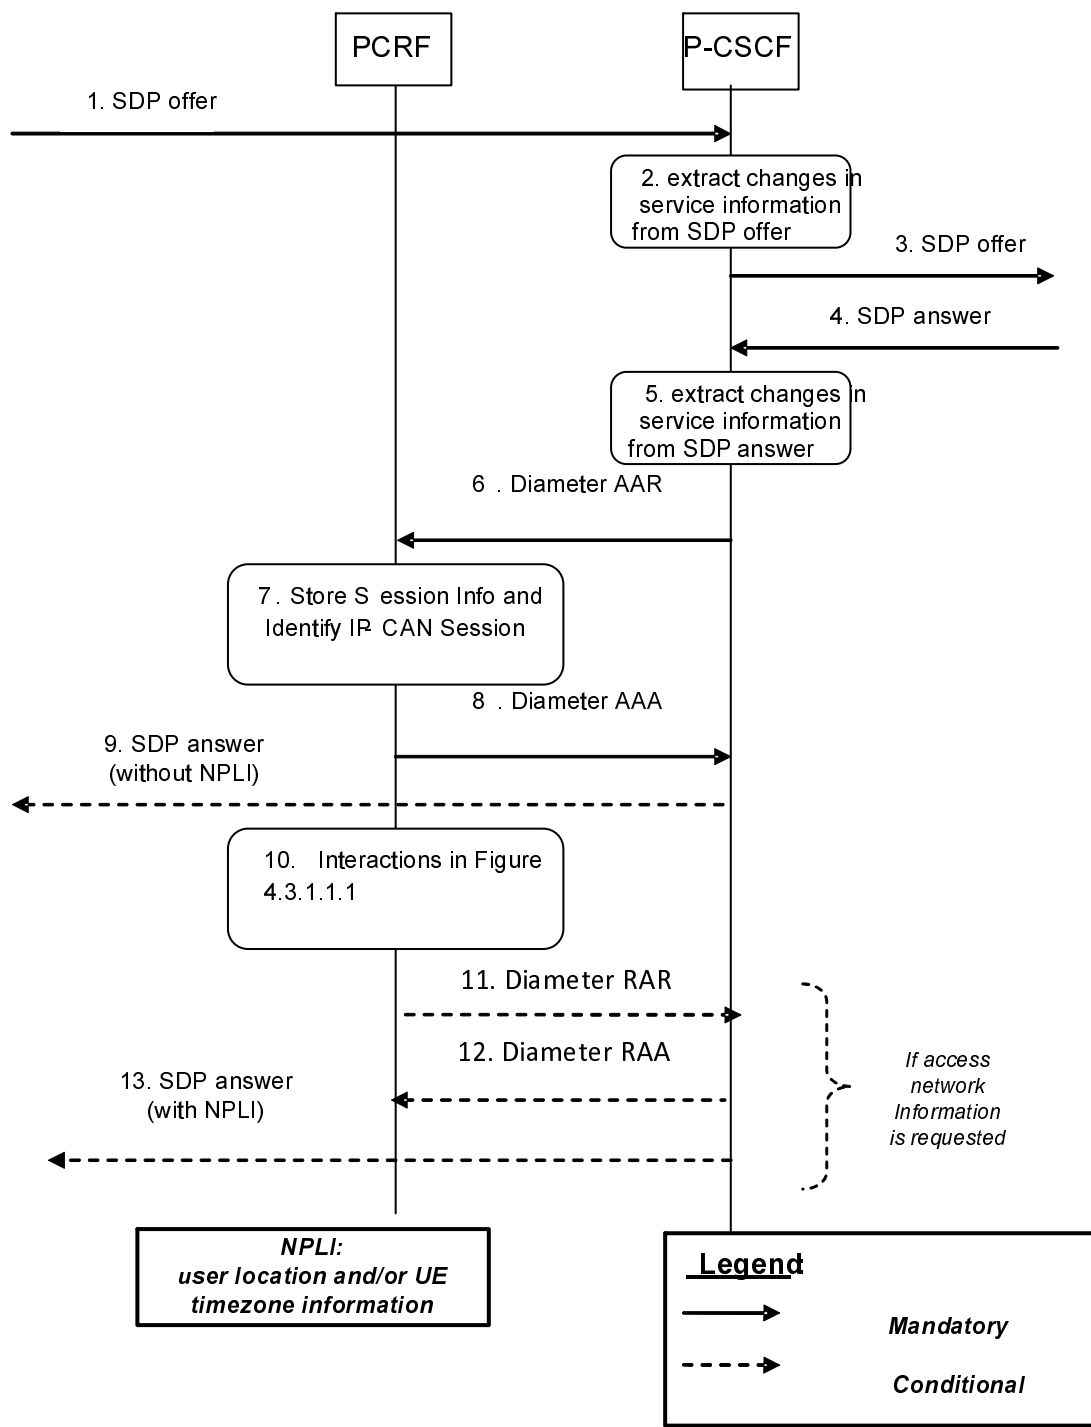 PCRF
P-CSCF
1. SDP offer
2. extract changes in
service information
from SDP offer
3. SDP offer
4. SDP answer
5. extract changes in
service information
from SDP answer
6 . Diameter AAR
7. Store S ession Info and
Identify IP- CAN Session
8 . Diameter AAA
9. SDP answer
(without NPLI)
10. Interactions in Figure
4.3.1.1.1
11. Diameter RAR
12. Diameter RAA
13. SDP answer
(with NPLI)
If access
network
Information
is requested
NPLI:
user location and/or UE
timezone information
Legend:
Mandatory
Conditional